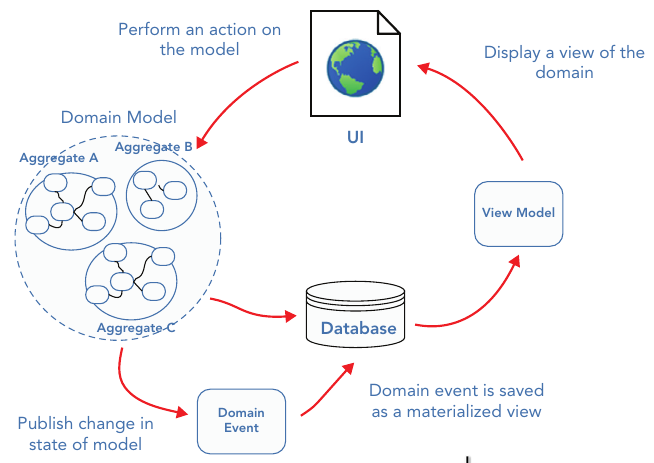 Perform an action on
the model
Display a view of the
domain
UI
Domain Model
Aggregate A
Aggregate B
View Model
Aggregate C
Database
Domain
Event
Domain event is saved
as a materialized view
Publish change in
state of model